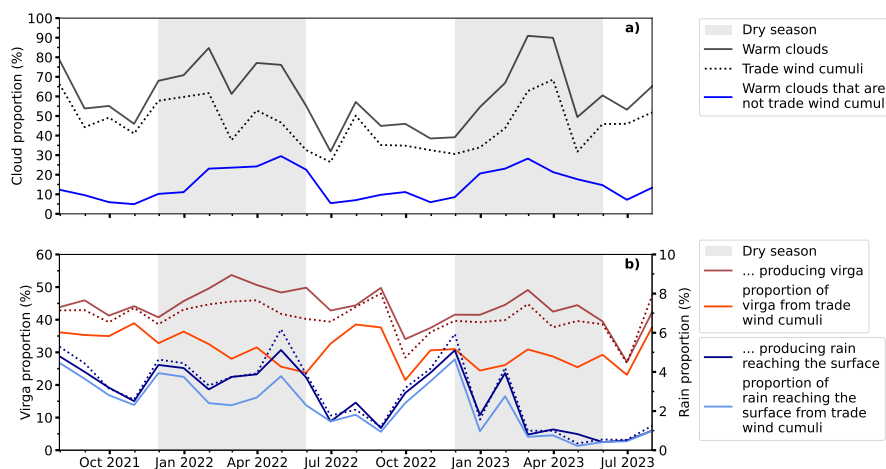 100
90
80
70
60
50
40
30
20
10
0
Cloud proportion (%)
a)
Dry season
Warm clouds
Trade wind cumuli
Warm clouds that are
not trade wind cumul
60
50
40
30
20
10
0
Virga proportion (%)
b)
10
8
6
4
2
0
Rain proportion (%)
Oct 2021 Jan 2022 Apr 2022 Jul 2022 Oct 2022 Jan 2023 Apr 2023 Jul 2023
Dry season
... producing virga
proportion of
virga from trade
wind cumuli
... producing rain
reaching the surface
proportion of
rain reaching the
surface from trade
wind cumuli